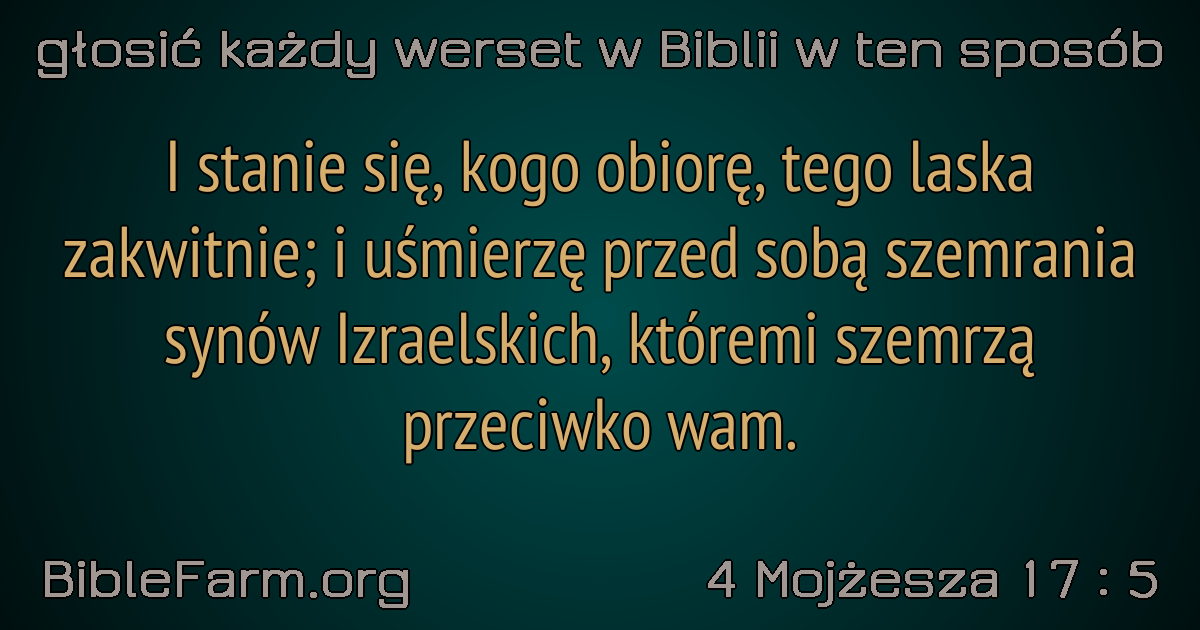 głosić każdy werset w Biblii w ten sposób
I stanie się, kogo obiorę, tego laska
zakwitnie; i uśmierzę przed sobą szemrania
synów Izraelskich, któremi szemrzą
przeciwko wam.
BibleFarm.org
4 Mojżesza 17 : 5